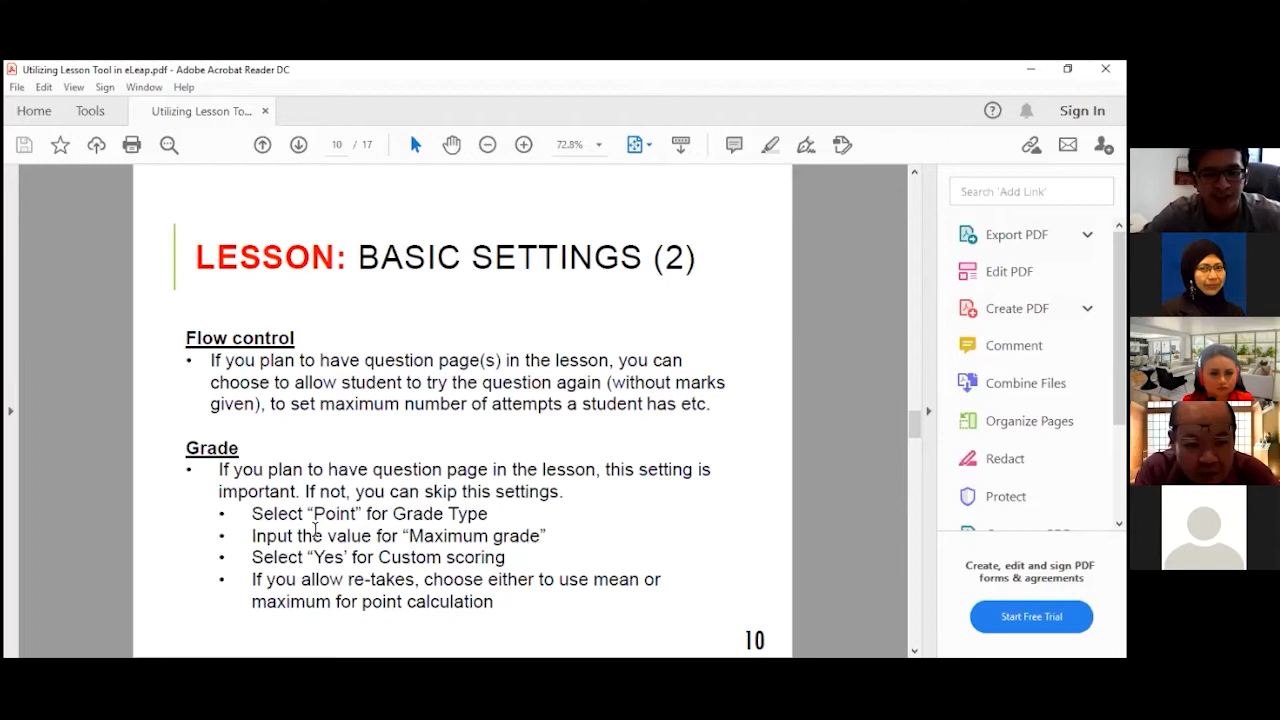 Utilizing Lesson Tool in eLeap.pdf - Adobe Acrobat Reader DC
File Edit View Sign Window Help
Home Tools Utilizing Lesson To... × Sign In
10 / 17 72.8%
LESSON: BASIC SETTINGS (2)
Flow control
• If you plan to have question page(s) in the lesson, you can
choose to allow student to try the question again (without marks
given), to set maximum number of attempts a student has etc.
Grade
• If you plan to have question page in the lesson, this setting is
important. If not, you can skip this settings.
• Select “Point” for Grade Type
• Input the value for “Maximum grade”
• Select “Yes’ for Custom scoring
• If you allow re-takes, choose either to use mean or
maximum for point calculation
10
Search 'Add Link'
Export PDF
Edit PDF
Create PDF
Comment
Combine Files
Organize Pages
Redact
Protect
Create, edit and sign PDF
forms & agreements
Start Free Trial